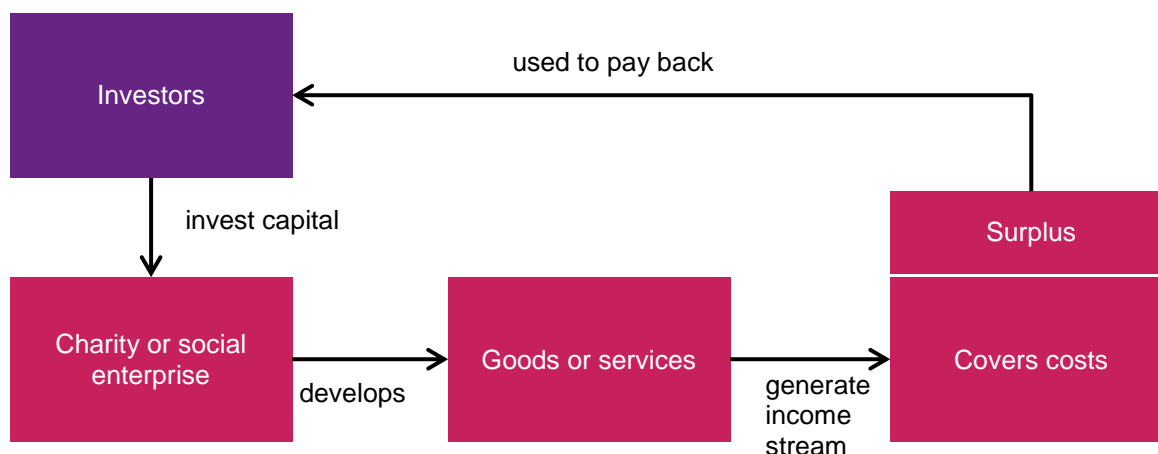 used to pay back
Investors
invest capital
Surplus
Charity or social
enterprise
develops
Goods or services
generate
income
stream
Covers costs